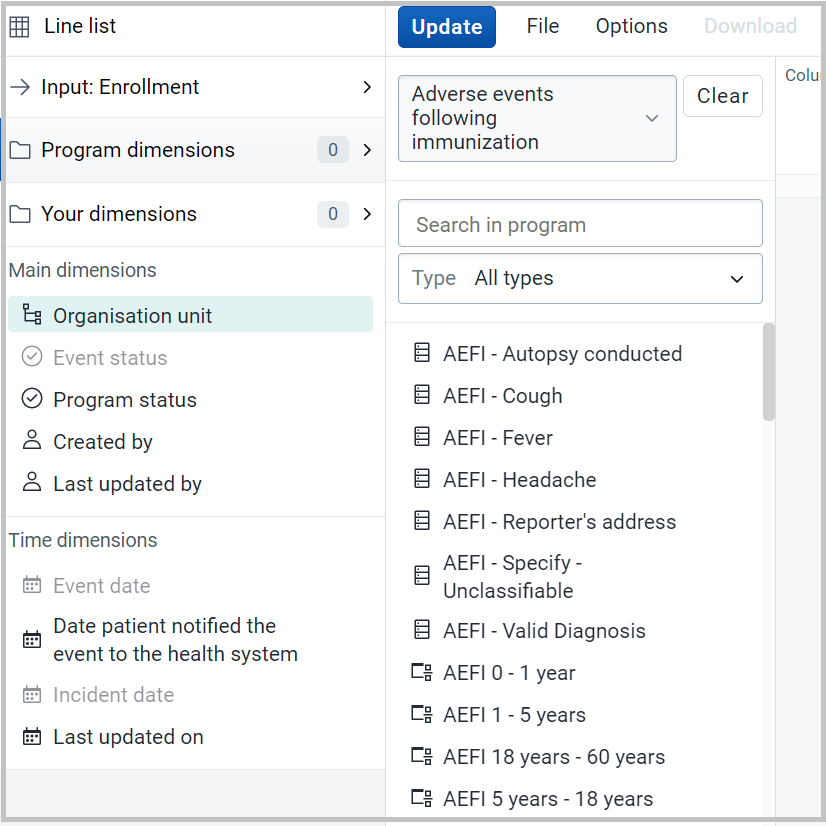 Line list
Update
File
Options
Download
Input: Enrollment
Program dimensions
0
Your dimensions
0
Main dimensions
Organisation unit
Event status
Program status
Created by
Last updated by
Time dimensions
Event date
Date patient notified the
event to the health system
Incident date
Last updated on
Adverse events
following
immunization
Clear
Search in program
Type All types
AEFI - Autopsy conducted
AEFI - Cough
AEFI - Fever
AEFI - Headache
AEFI - Reporter's address
AEFI - Specify -
Unclassifiable
AEFI - Valid Diagnosis
AEFI 0 - 1 year
AEFI 1 - 5 years
AEFI 18 years - 60 years
AEFI 5 years - 18 years